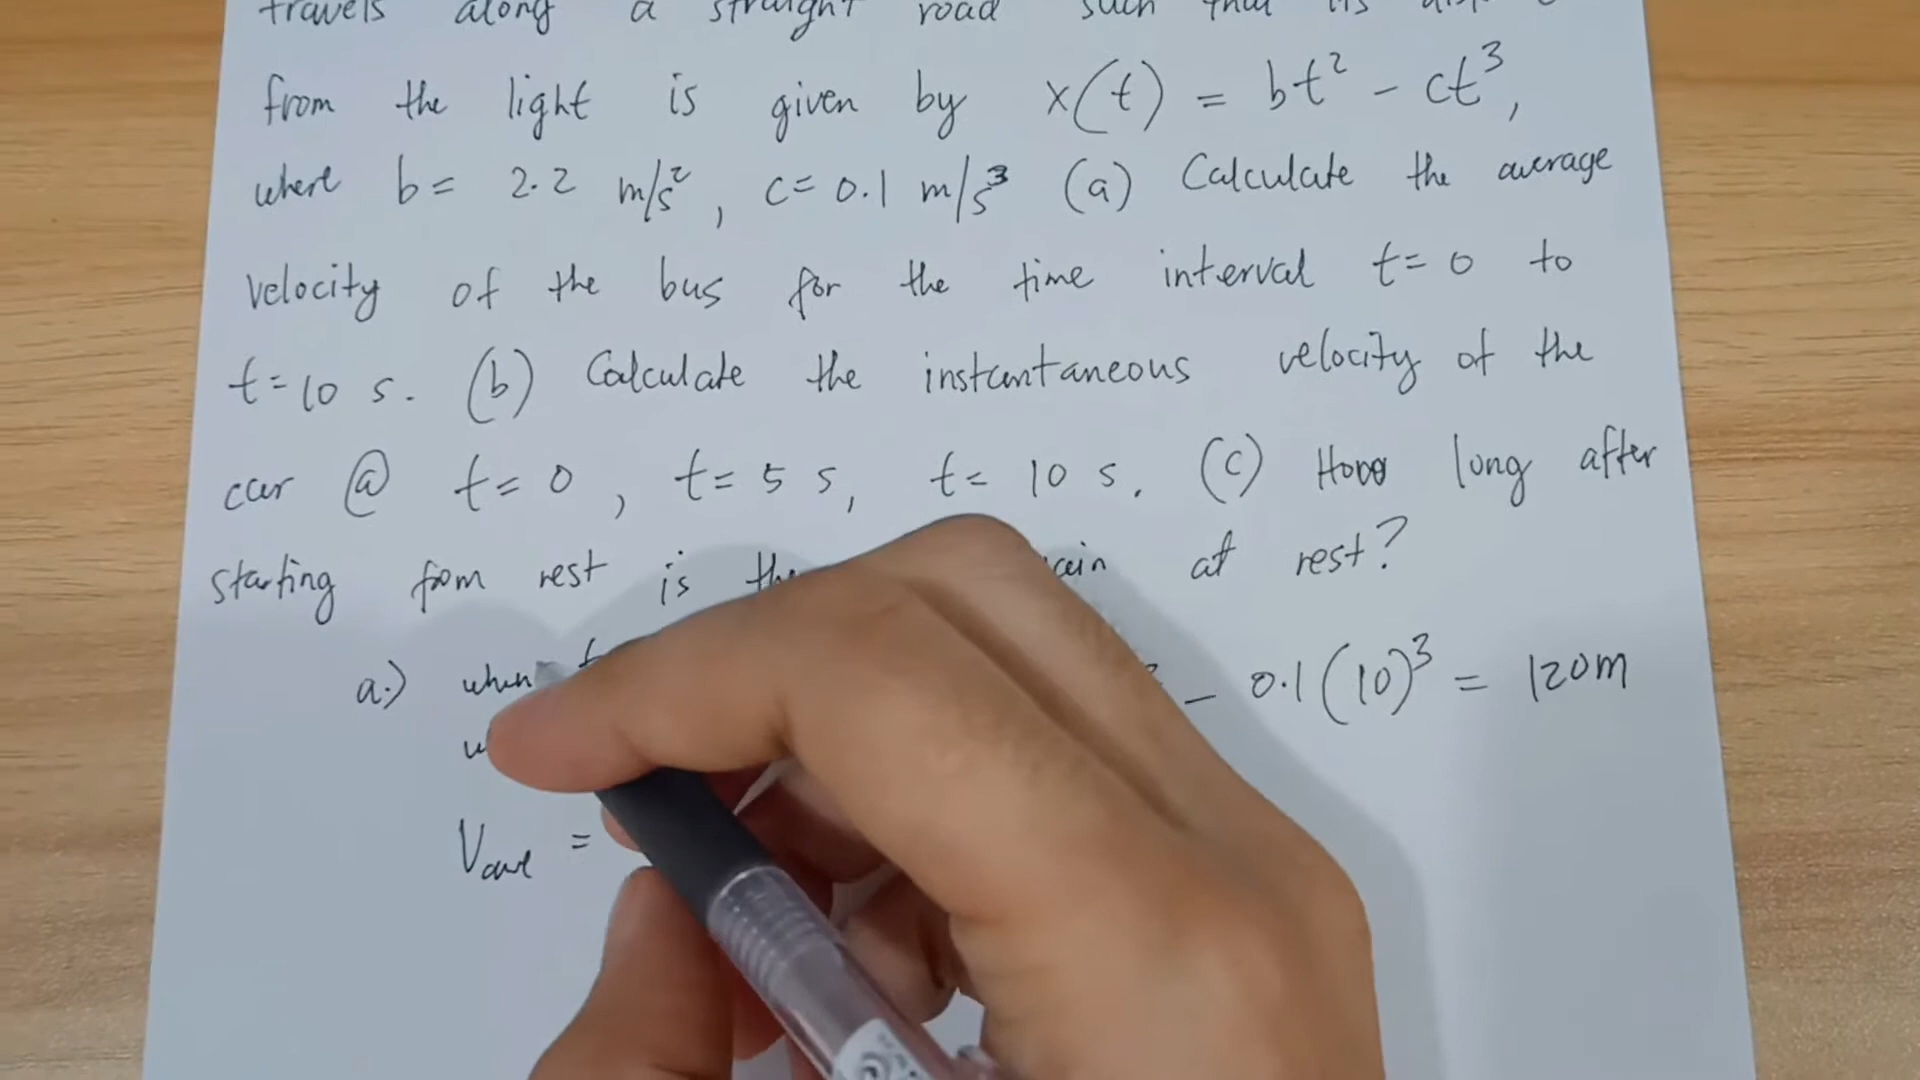 travels along a straight road such that its
from the light is given by x(t) = bt² - ct³,
where b= 2.2 m/s², c= 0.1 m/s³ (a) Calculate the average
velocity of the bus for the time interval t= 0 to
t= 10 s. (b) Calculate the instantaneous velocity of the
car @ t= 0, t= 5 s, t= 10 s. (c) How long after
starting from rest is the at rest?
a.) when - 0.1(10)³ = 120m
Vave =